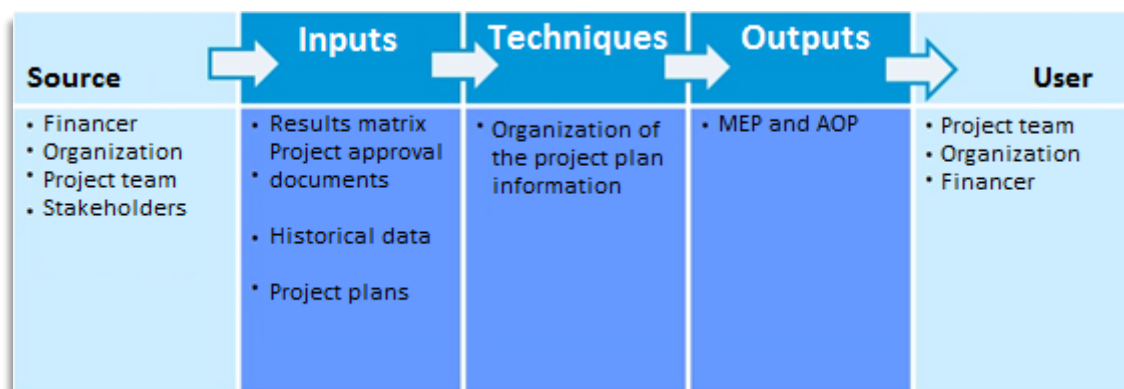 Source
Inputs
Techniques
Outputs
User
• Financer
• Organization
• Project team
• Stakeholders
• Results matrix
Project approval
• documents
• Historical data
• Project plans
• Organization of
the project plan
information
• MEP and AOP
• Project team
• Organization
• Financer